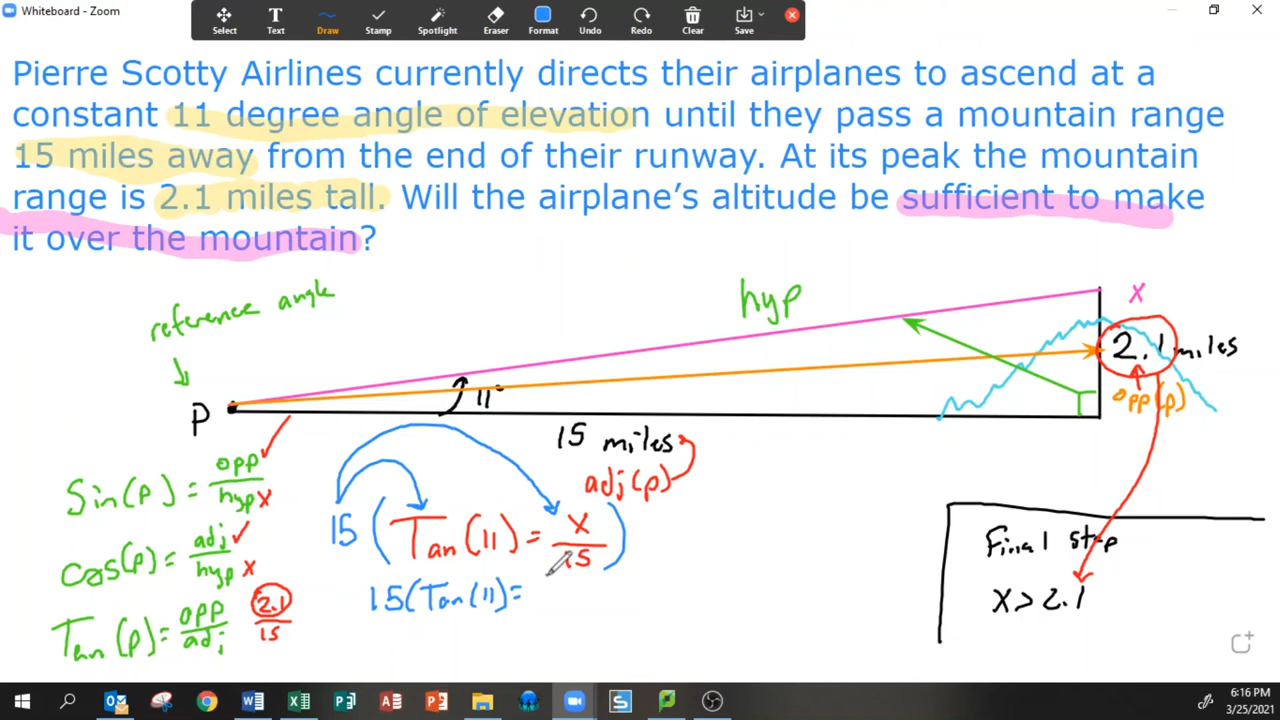 Whiteboard - Zoom
Select Text Draw Stamp Spotlight Eraser Format Undo Redo Clear Save
Pierre Scotty Airlines currently directs their airplanes to ascend at a
constant 11 degree angle of elevation until they pass a mountain range
15 miles away from the end of their runway. At its peak the mountain
range is 2.1 miles tall. Will the airplane's altitude be sufficient to make
it over the mountain?
reference angle
hyp
x
2.1 miles
opp(p)
P
11°
15 miles
adj(p)
Sin(p) = opp/hyp x
cos(p) = adj/hyp x
Tan(p) = opp/adj 2.1/15
15 (Tan(11) = x/15)
15(Tan(11) =
Final step
x > 2.1
6:16 PM
3/25/2021